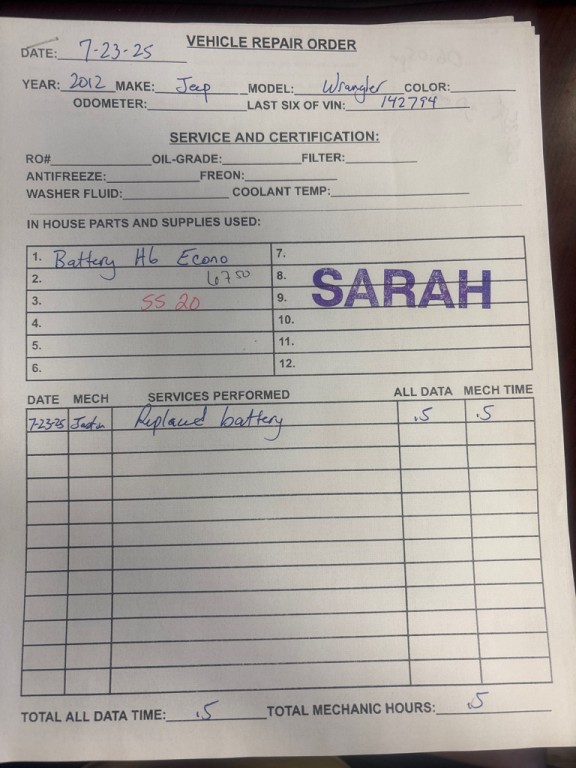 VEHICLE REPAIR ORDER
DATE: 7-23-25
YEAR: 2012 MAKE: Jeep MODEL: Wrangler COLOR:
ODOMETER: LAST SIX OF VIN: 142794
SERVICE AND CERTIFICATION:
RO# OIL-GRADE: FILTER:
ANTIFREEZE: FREON:
WASHER FLUID: COOLANT TEMP:
IN HOUSE PARTS AND SUPPLIES USED:
1. Battery H6 Econo 7.
2. 67 50 8.
3. SS 20 9.
SARAH
4. 10.
5. 11.
6. 12.
DATE MECH SERVICES PERFORMED ALL DATA MECH TIME
7-23-25 Justin Replaced battery .5 .5
TOTAL ALL DATA TIME: .5 TOTAL MECHANIC HOURS: .5